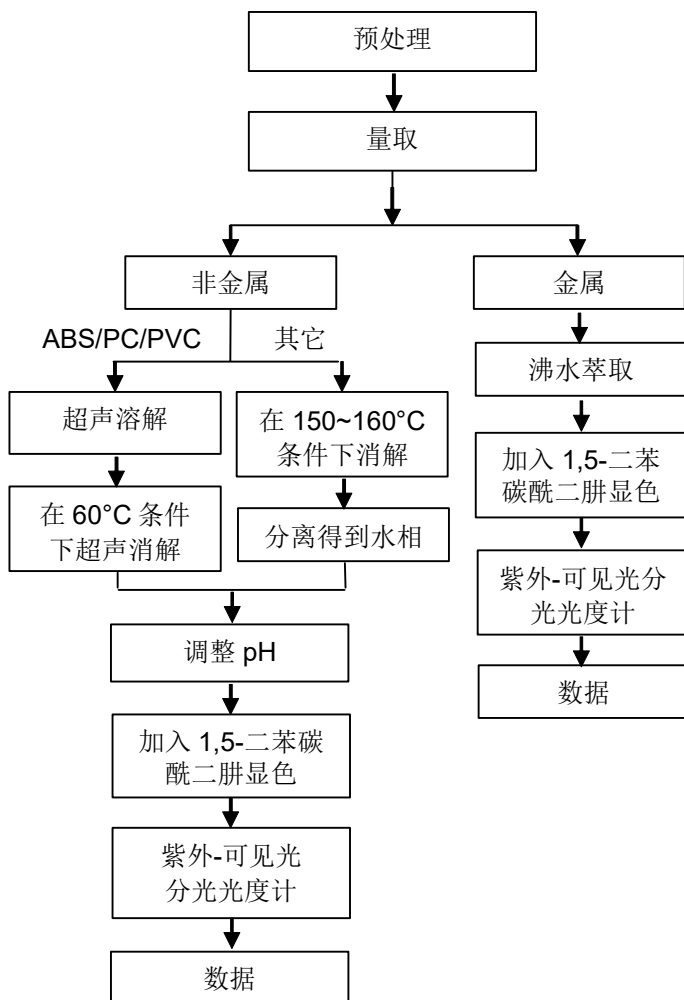 预处理
量取
非金属
金属
ABS/PC/PVC
其它
沸水萃取
超声溶解
在 150~160°C
条件下消解
加入 1,5-二苯
碳酰二肼显色
在 60°C 条件
下超声消解
分离得到水相
紫外-可见光分
光光度计
调整 pH
数据
加入 1,5-二苯碳
酰二肼显色
紫外-可见光
分光光度计
数据